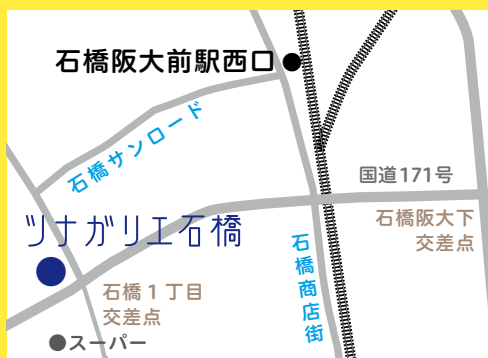 石橋阪大前駅西口
石橋サンロード
国道171号
ツナガリエ石橋
石橋阪大下
交差点
石橋商店街
石橋1丁目
交差点
スーパー